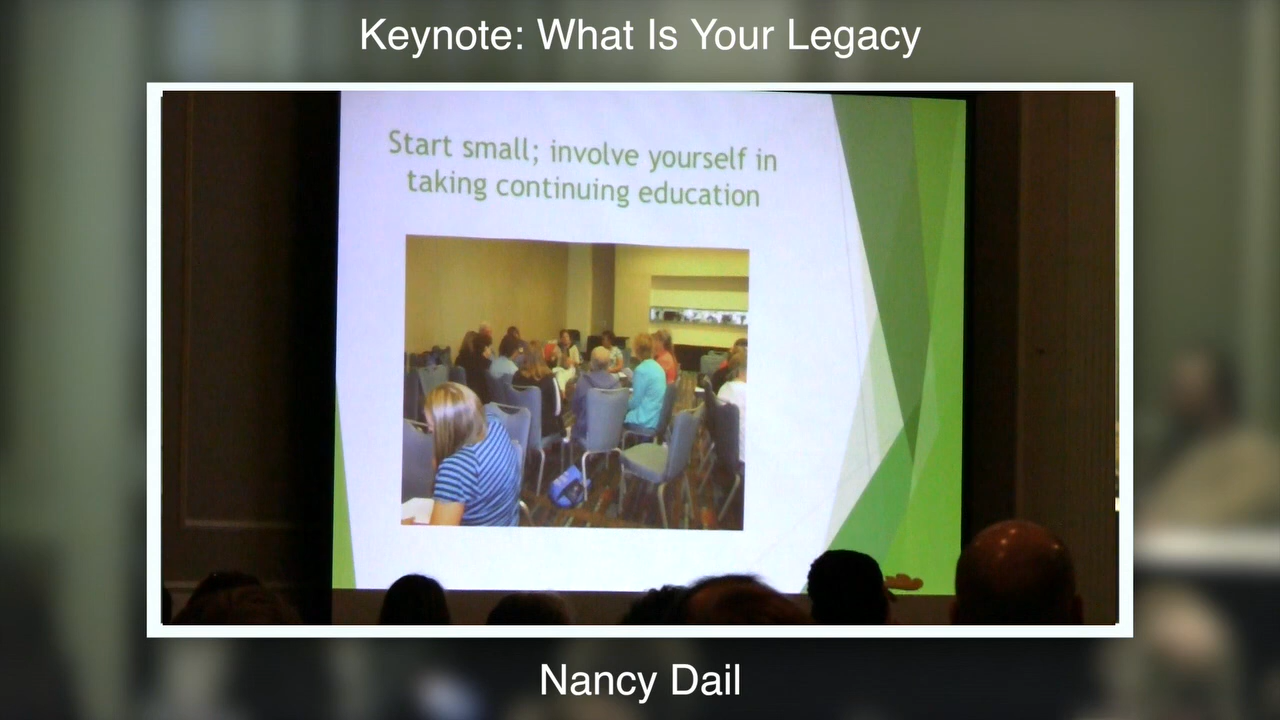 Keynote: What Is Your Legacy
Start small; involve yourself in
taking continuing education
Nancy Dail